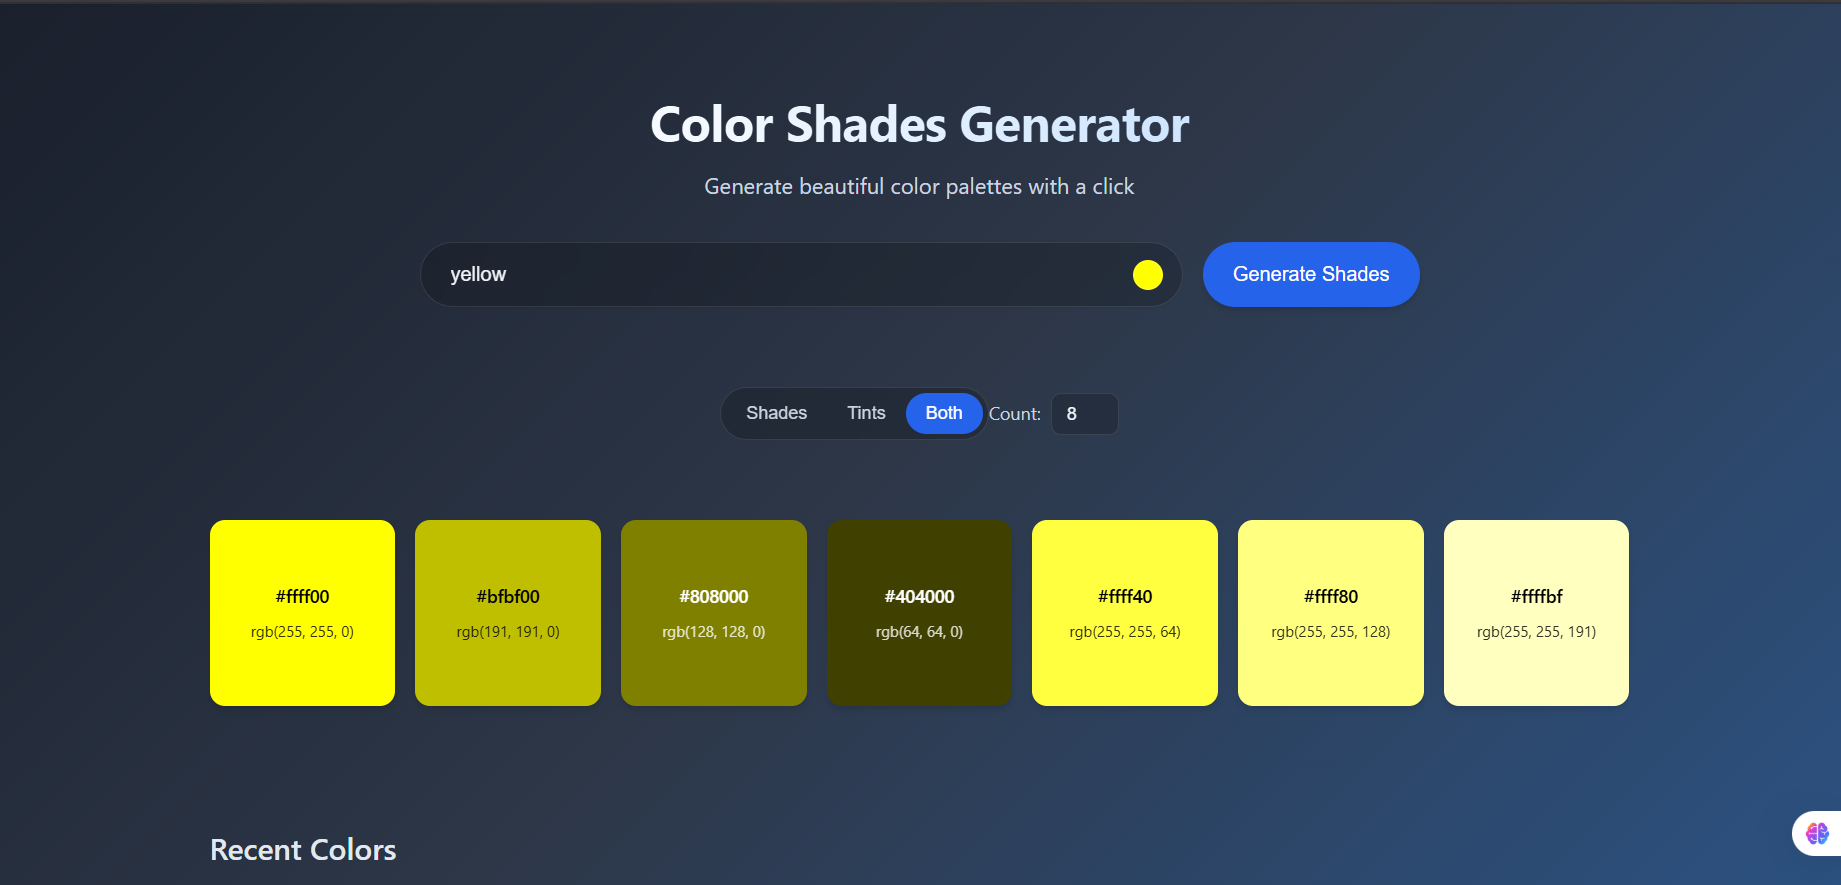 Color Shades Generator
Generate beautiful color palettes with a click
yellow
Generate Shades
Shades Tints Both Count: 8
#ffff00 #bfbf00 #808000 #404000 #ffff40 #ffff80 #ffffbf
rgb(255, 255, 0) rgb(191, 191, 0) rgb(128, 128, 0) rgb(64, 64, 0) rgb(255, 255, 64) rgb(255, 255, 128) rgb(255, 255, 191)
Recent Colors